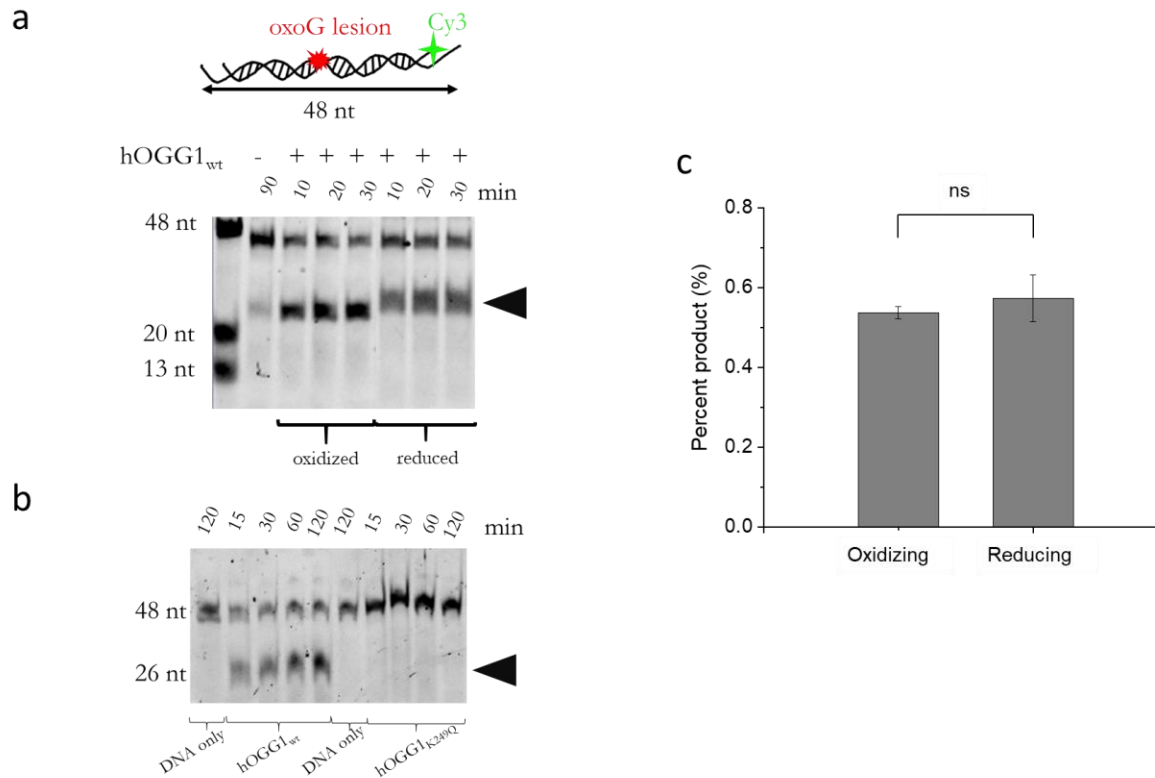 a
oxoG lesion
Cy3
48 nt
hOGG1wt - + + + + + +
90 10 20 30 10 20 30 min
48 nt
20 nt
13 nt
oxidized reduced
b
120 15 30 60 120 120 15 30 60 120 min
48 nt
26 nt
DNA only hOGG1wt DNA only hOGG1K249Q
c
ns
Percent product (%)
0.8
0.6
0.4
0.2
0.0
Oxidizing Reducing